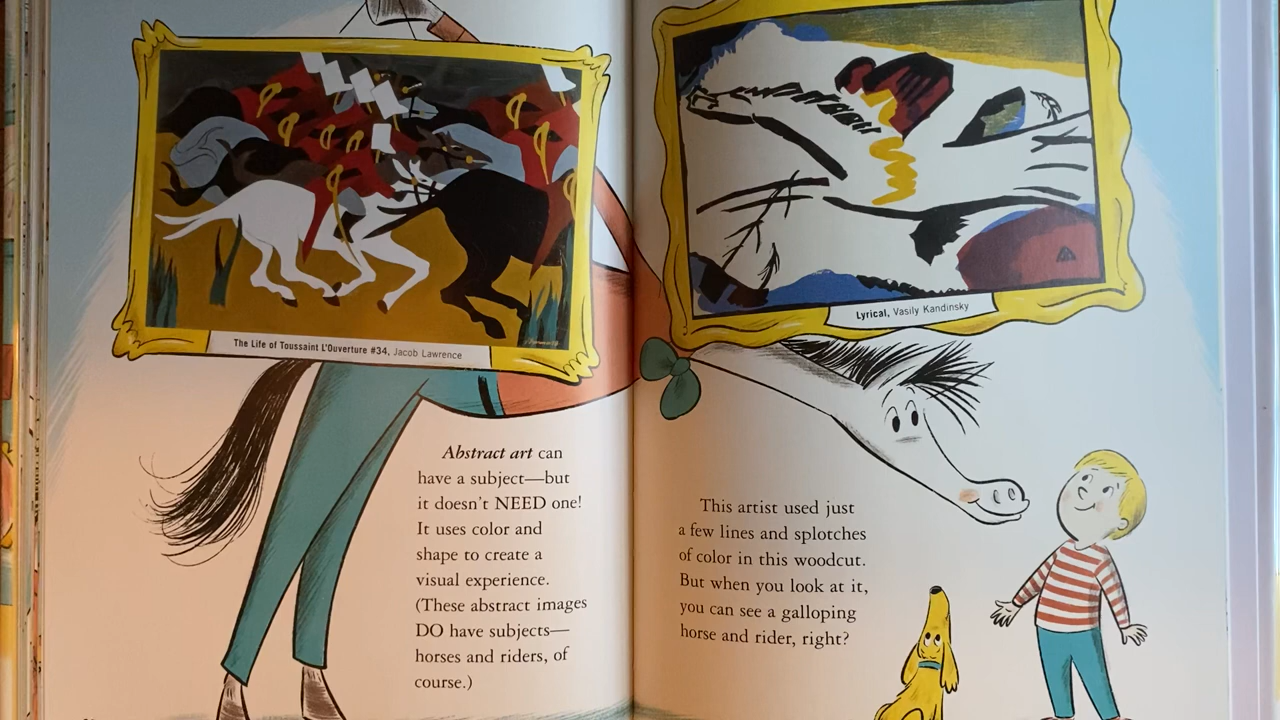 The Life of Toussaint L'Ouverture #34, Jacob Lawrence
Abstract art can
have a subject—but
it doesn't NEED one!
It uses color and
shape to create a
visual experience.
(These abstract images
DO have subjects—
horses and riders, of
course.)
Lyrical, Vasily Kandinsky
This artist used just
a few lines and splotches
of color in this woodcut.
But when you look at it,
you can see a galloping
horse and rider, right?